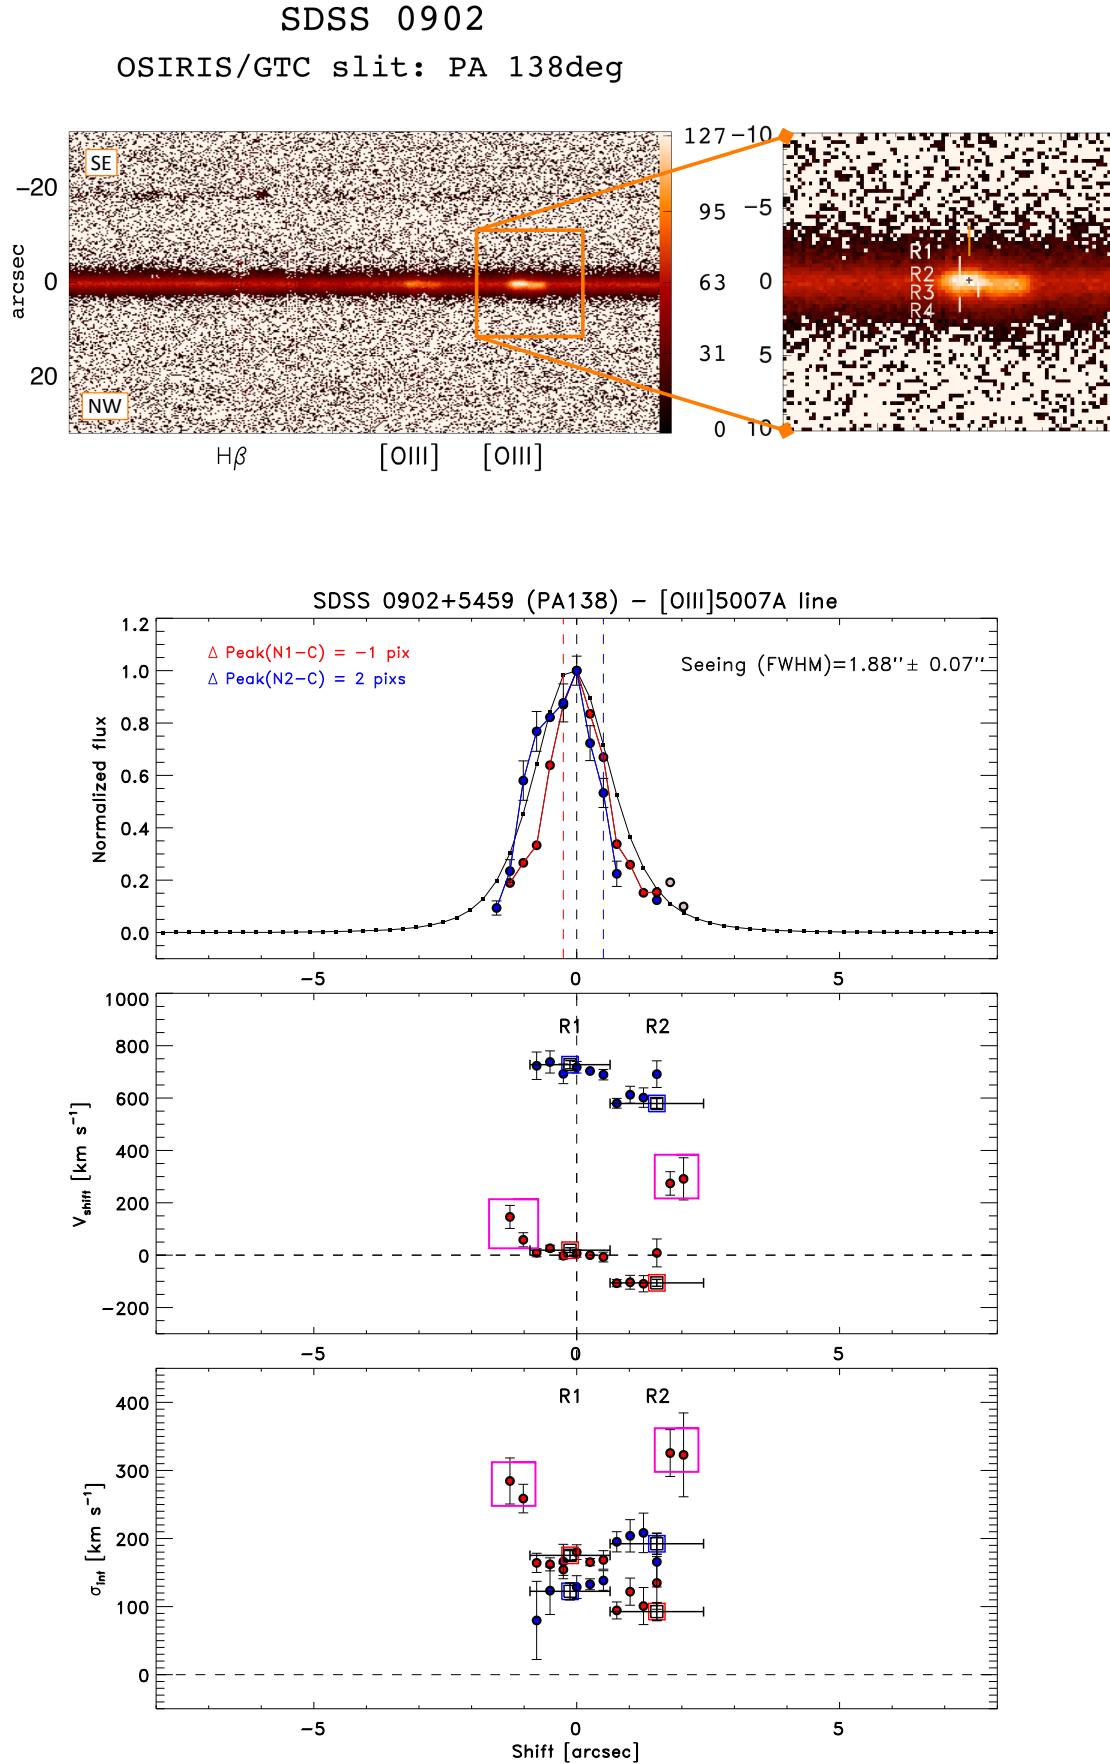 SDSS 0902
OSIRIS/GTC slit: PA 138deg
SE
NW
arcsec
−20
0
20
Hβ [OIII] [OIII]
127
95
63
31
0
−10
−5
0
5
10
R1
R2
R3
R4
SDSS 0902+5459 (PA138) − [OIII]5007A line
Δ Peak(N1−C) = −1 pix
Δ Peak(N2−C) = 2 pixs
Seeing (FWHM)=1.88''± 0.07''
Normalized flux
1.2
1.0
0.8
0.6
0.4
0.2
0.0
−5 0 5
R1 R2
Vshift [km s−1]
1000
800
600
400
200
0
−200
−5 0 5
R1 R2
σint [km s−1]
400
300
200
100
0
−5 0 5
Shift [arcsec]